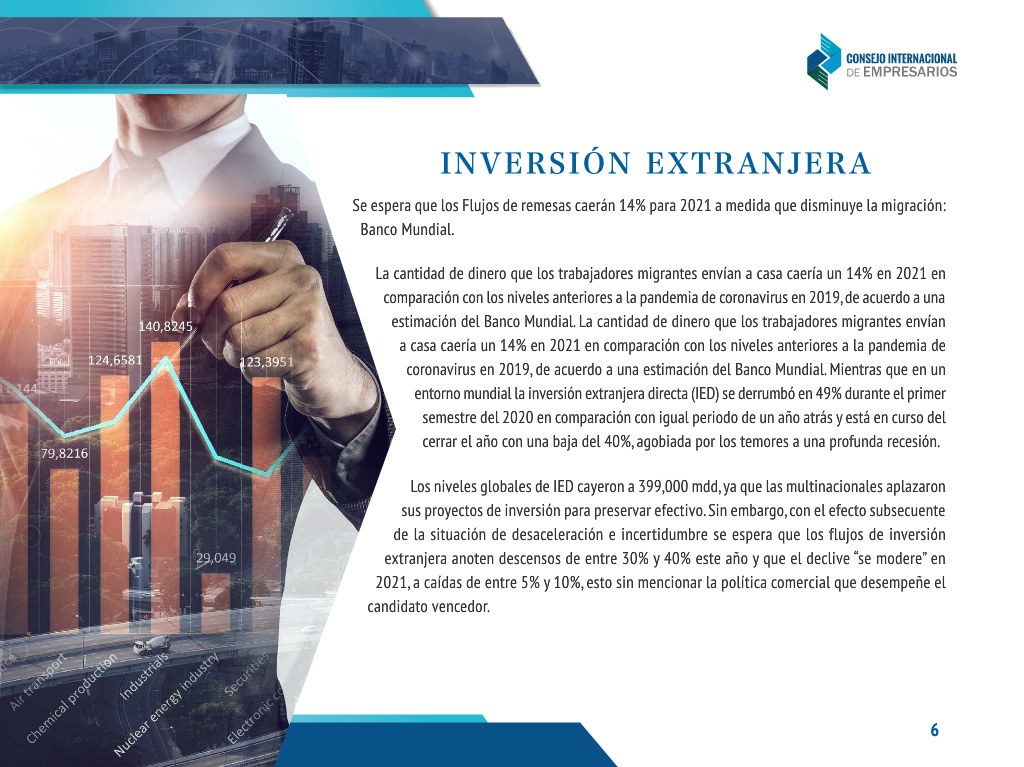 CONSEJO INTERNACIONAL
DE EMPRESARIOS
INVERSIÓN EXTRANJERA
Se espera que los Flujos de remesas caerán 14% para 2021 a medida que disminuye la migración:
Banco Mundial.
La cantidad de dinero que los trabajadores migrantes envían a casa caería un 14% en 2021 en
comparación con los niveles anteriores a la pandemia de coronavirus en 2019, de acuerdo a una
estimación del Banco Mundial. La cantidad de dinero que los trabajadores migrantes envían
a casa caería un 14% en 2021 en comparación con los niveles anteriores a la pandemia de
coronavirus en 2019, de acuerdo a una estimación del Banco Mundial. Mientras que en un
entorno mundial la inversión extranjera directa (IED) se derrumbó en 49% durante el primer
semestre del 2020 en comparación con igual periodo de un año atrás y está en curso del
cerrar el año con una baja del 40%, agobiada por los temores a una profunda recesión.
Los niveles globales de IED cayeron a 399,000 mdd, ya que las multinacionales aplazaron
sus proyectos de inversión para preservar efectivo. Sin embargo, con el efecto subsecuente
de la situación de desaceleración e incertidumbre se espera que los flujos de inversión
extranjera anoten descensos de entre 30% y 40% este año y que el declive “se modere” en
2021, a caídas de entre 5% y 10%, esto sin mencionar la política comercial que desempeñe el
candidato vencedor.
140,8245
124,6581
123,3951
79,8216
29,049
Air transport
Chemical production
Industrials
Nuclear energy industry
Securities
Electronic
6